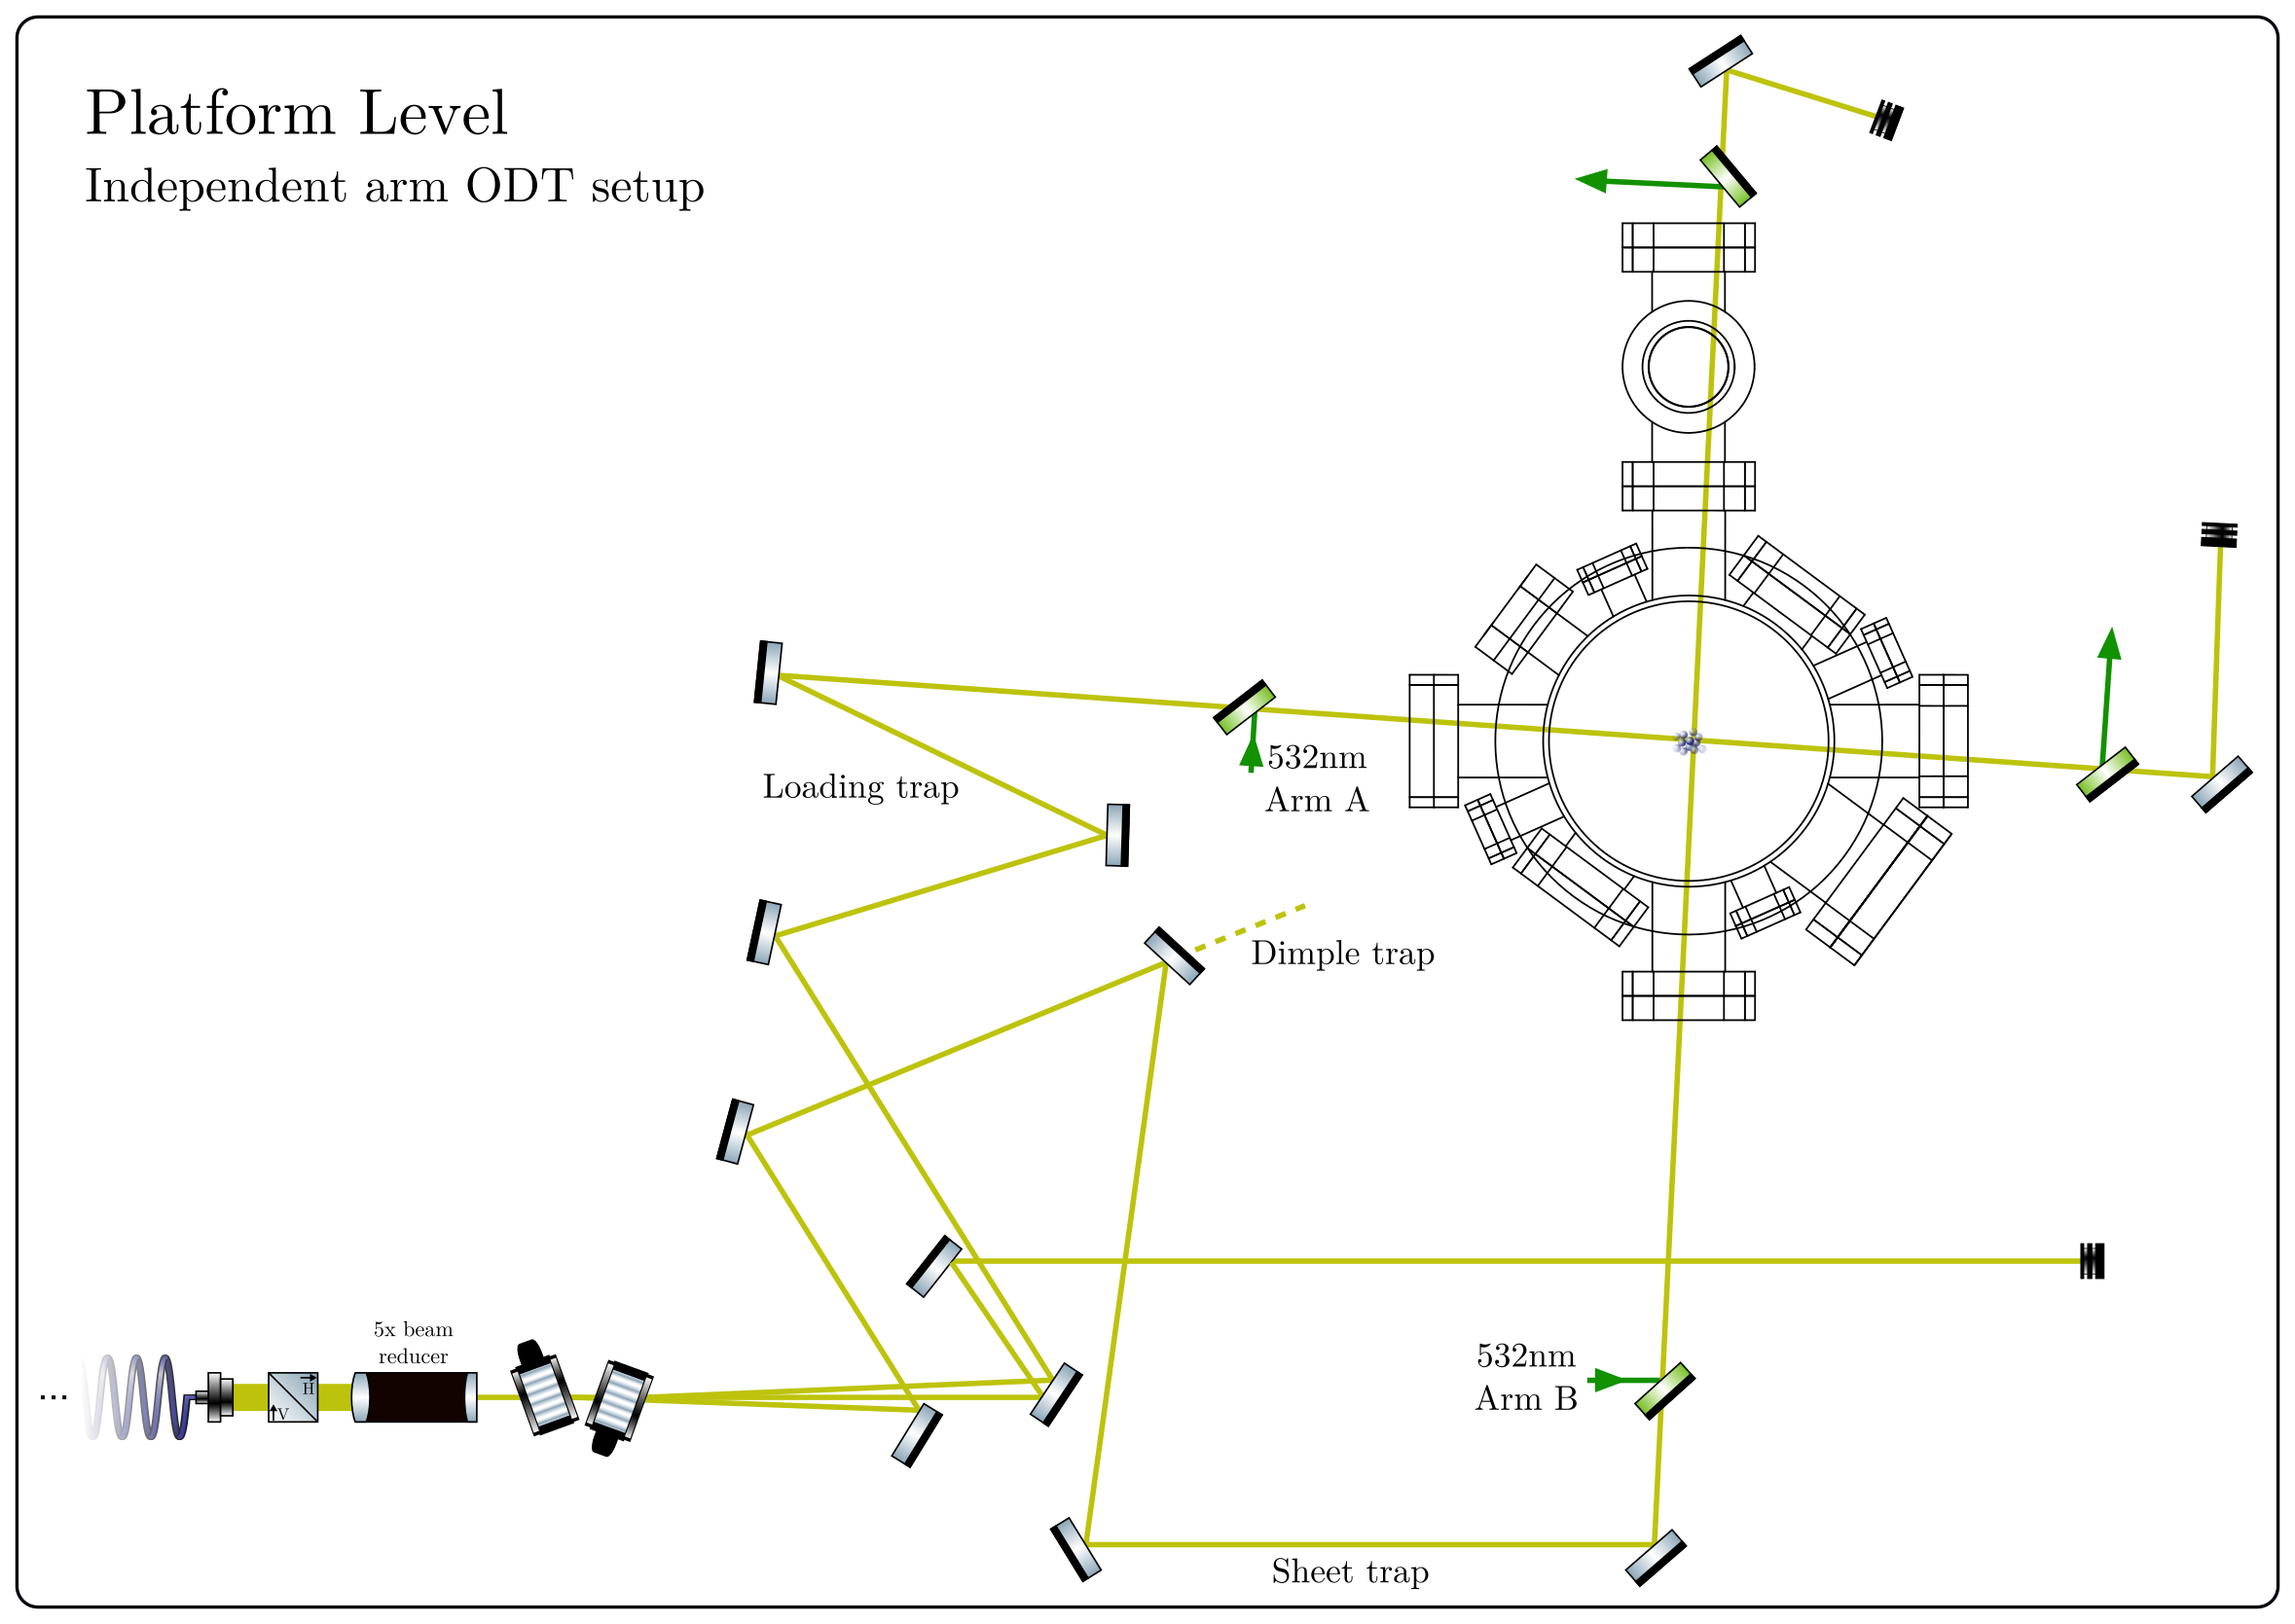 Platform Level
Independent arm ODT setup
532nm
Arm A
Loading trap
Dimple trap
5x beam
reducer
H
V
...
532nm
Arm B
Sheet trap